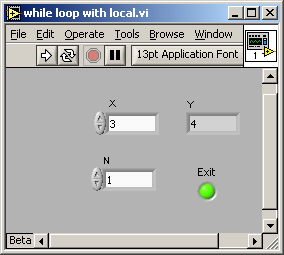 while loop with local.vi
File Edit Operate Tools Browse Window
13pt Application Font
1
X Y
3 4
N
1
Exit
Beta